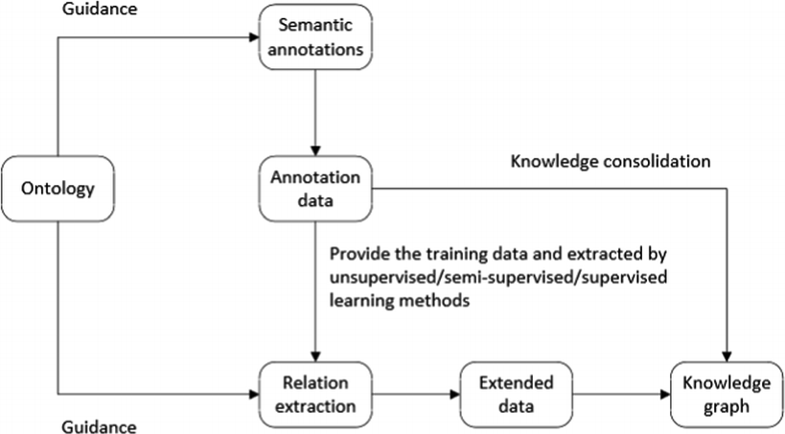 Guidance
Semantic
annotations
Ontology
Annotation
data
Knowledge consolidation
Provide the training data and extracted by
unsupervised/semi-supervised/supervised
learning methods
Relation
extraction
Extended
data
Knowledge
graph
Guidance